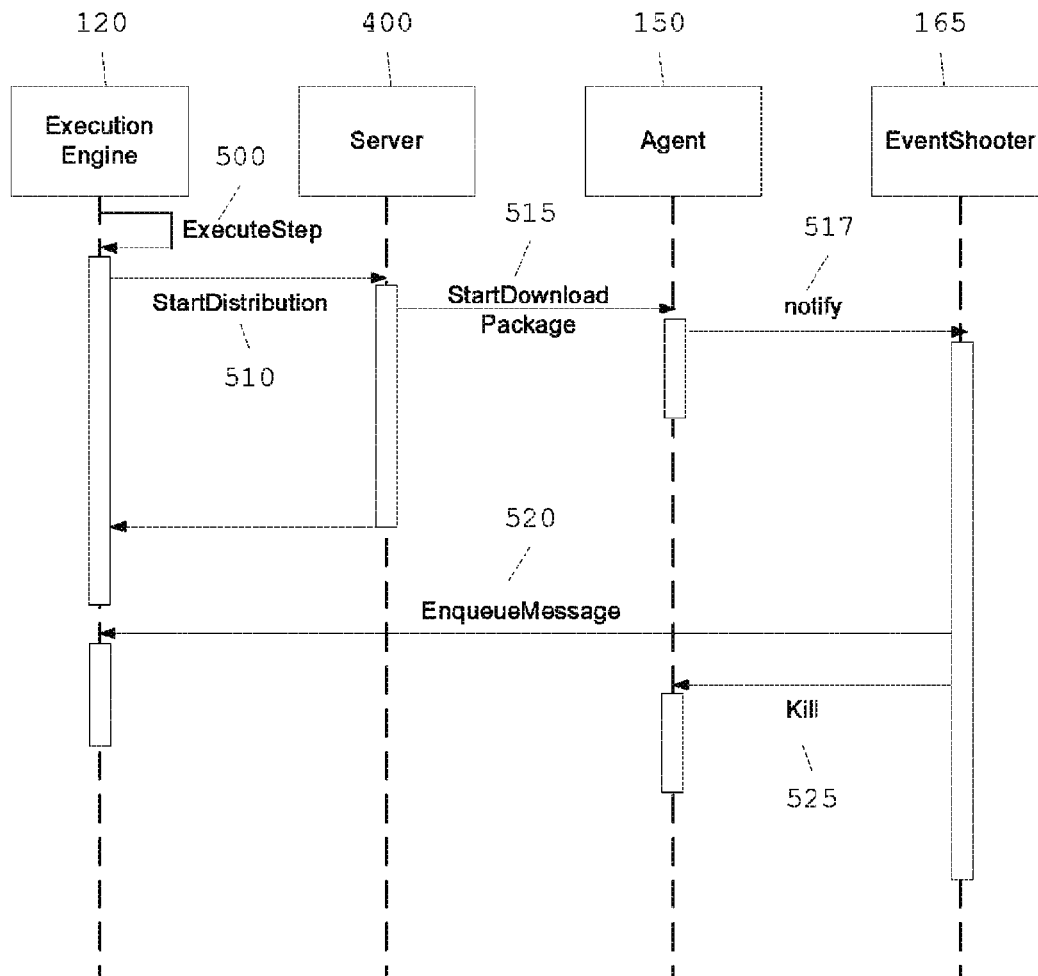 120
400
150
165
Execution
Engine
Server
Agent
EventShooter
500
ExecuteStep
515
517
StartDistribution
StartDownload
Package
notify
510
520
EnqueueMessage
Kill
525